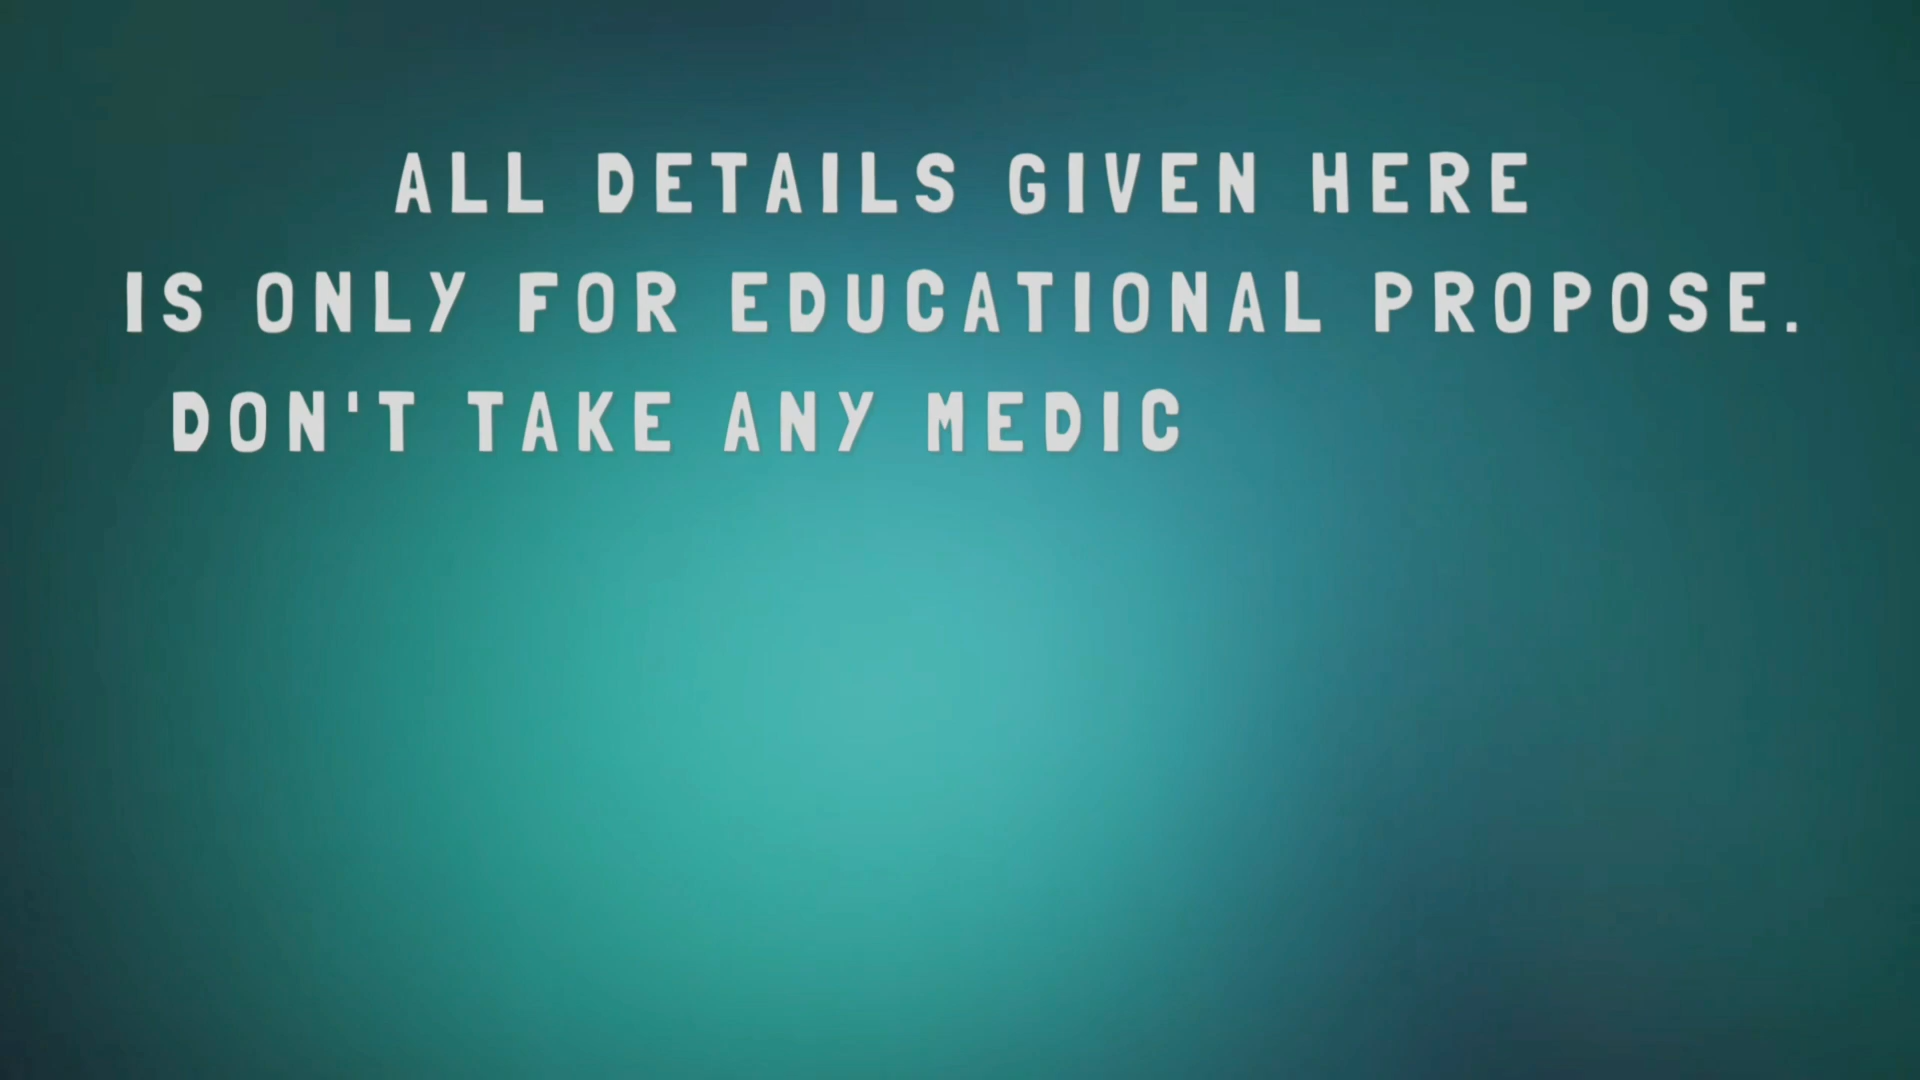 ALL DETAILS GIVEN HERE
IS ONLY FOR EDUCATIONAL PROPOSE.
DON'T TAKE ANY MEDIC